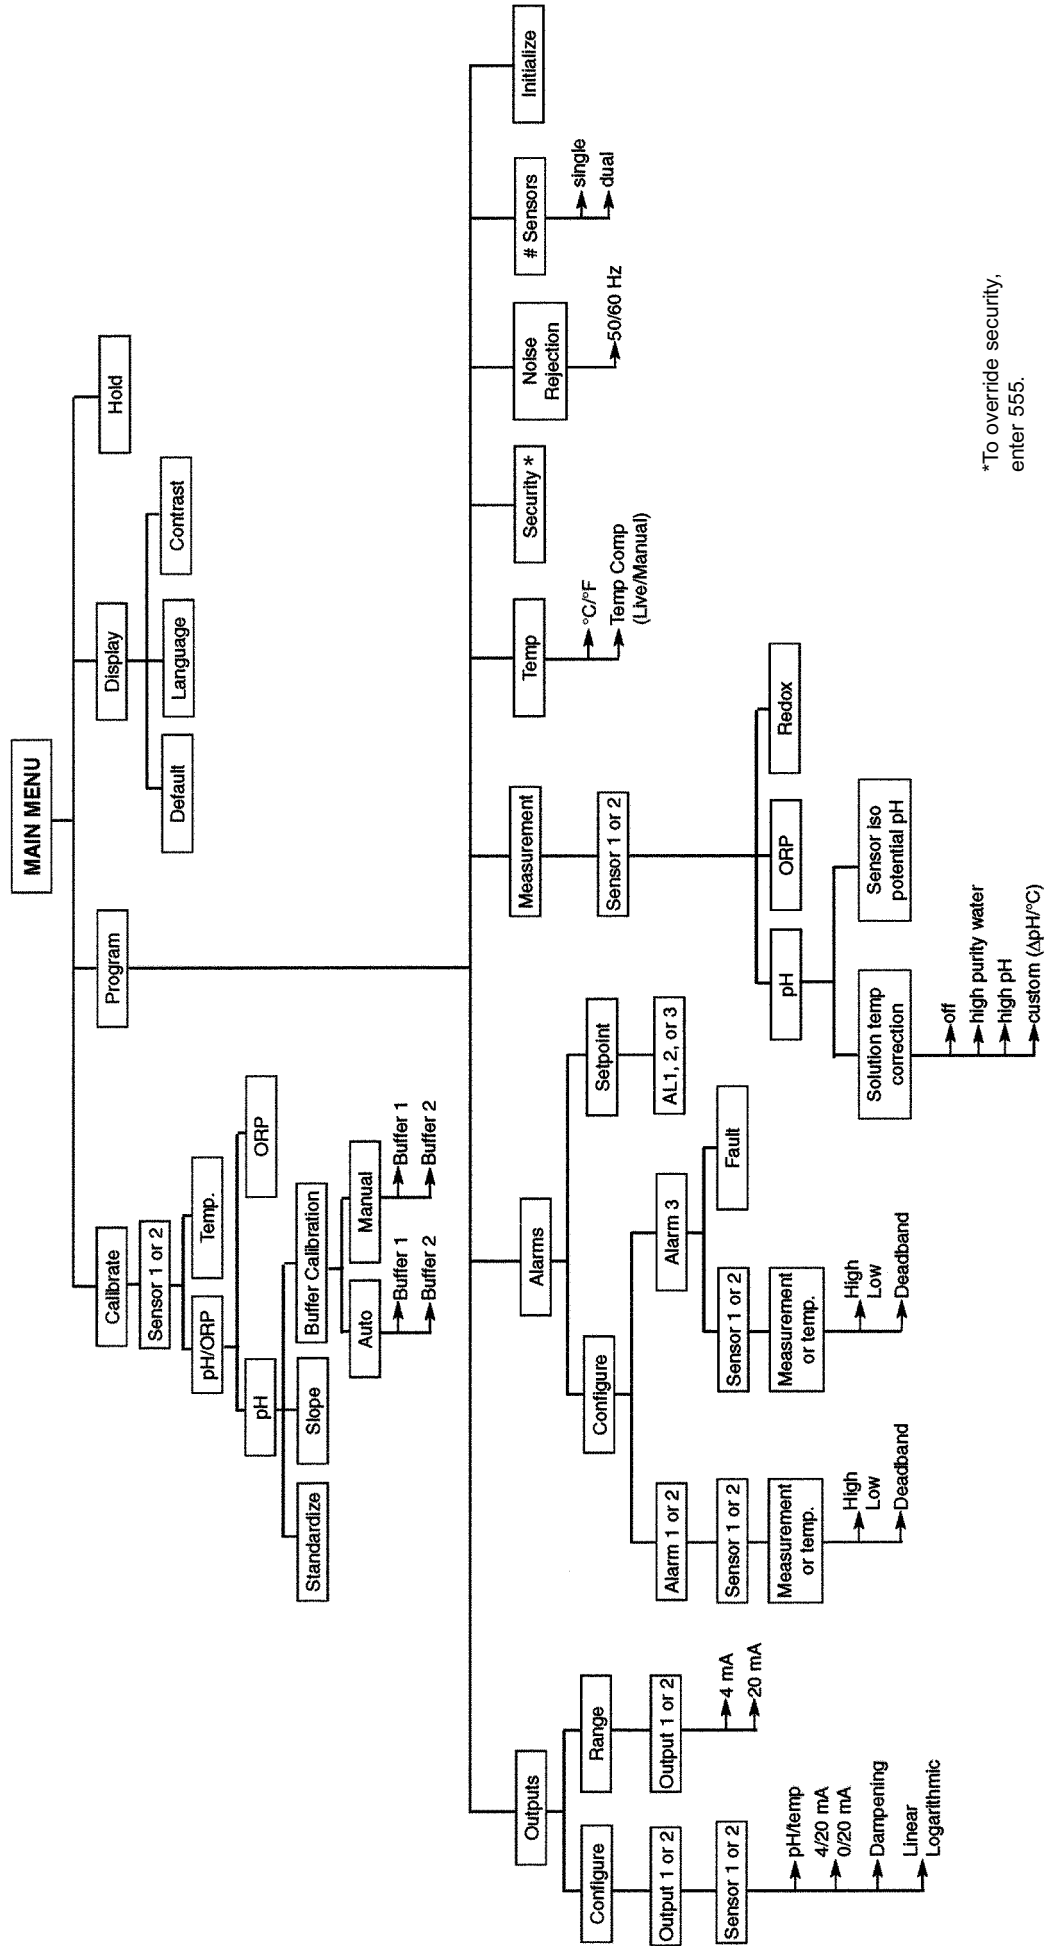 MAIN MENU
Calibrate
Program
Display
Hold
Sensor 1 or 2
Default
Language
Contrast
pH/ORP
Temp.
pH
ORP
Standardize
Slope
Buffer Calibration
Auto
Manual
Buffer 1
Buffer 2
Buffer 1
Buffer 2
Outputs
Alarms
Measurement
Temp
Security *
Noise
Rejection
# Sensors
Initialize
Configure
Range
Output 1 or 2
Output 1 or 2
Sensor 1 or 2
4 mA
20 mA
pH/temp
4/20 mA
0/20 mA
Dampening
Linear
Logarithmic
Configure
Setpoint
Alarm 1 or 2
Alarm 3
AL1, 2, or 3
Sensor 1 or 2
Sensor 1 or 2
Fault
Measurement
or temp.
Measurement
or temp.
High
Low
Deadband
High
Low
Deadband
Sensor 1 or 2
pH
ORP
Redox
Solution temp
correction
Sensor iso
potential pH
off
high purity water
high pH
custom (ΔpH/°C)
°C/°F
Temp Comp
(Live/Manual)
50/60 Hz
single
dual
*To override security,
enter 555.